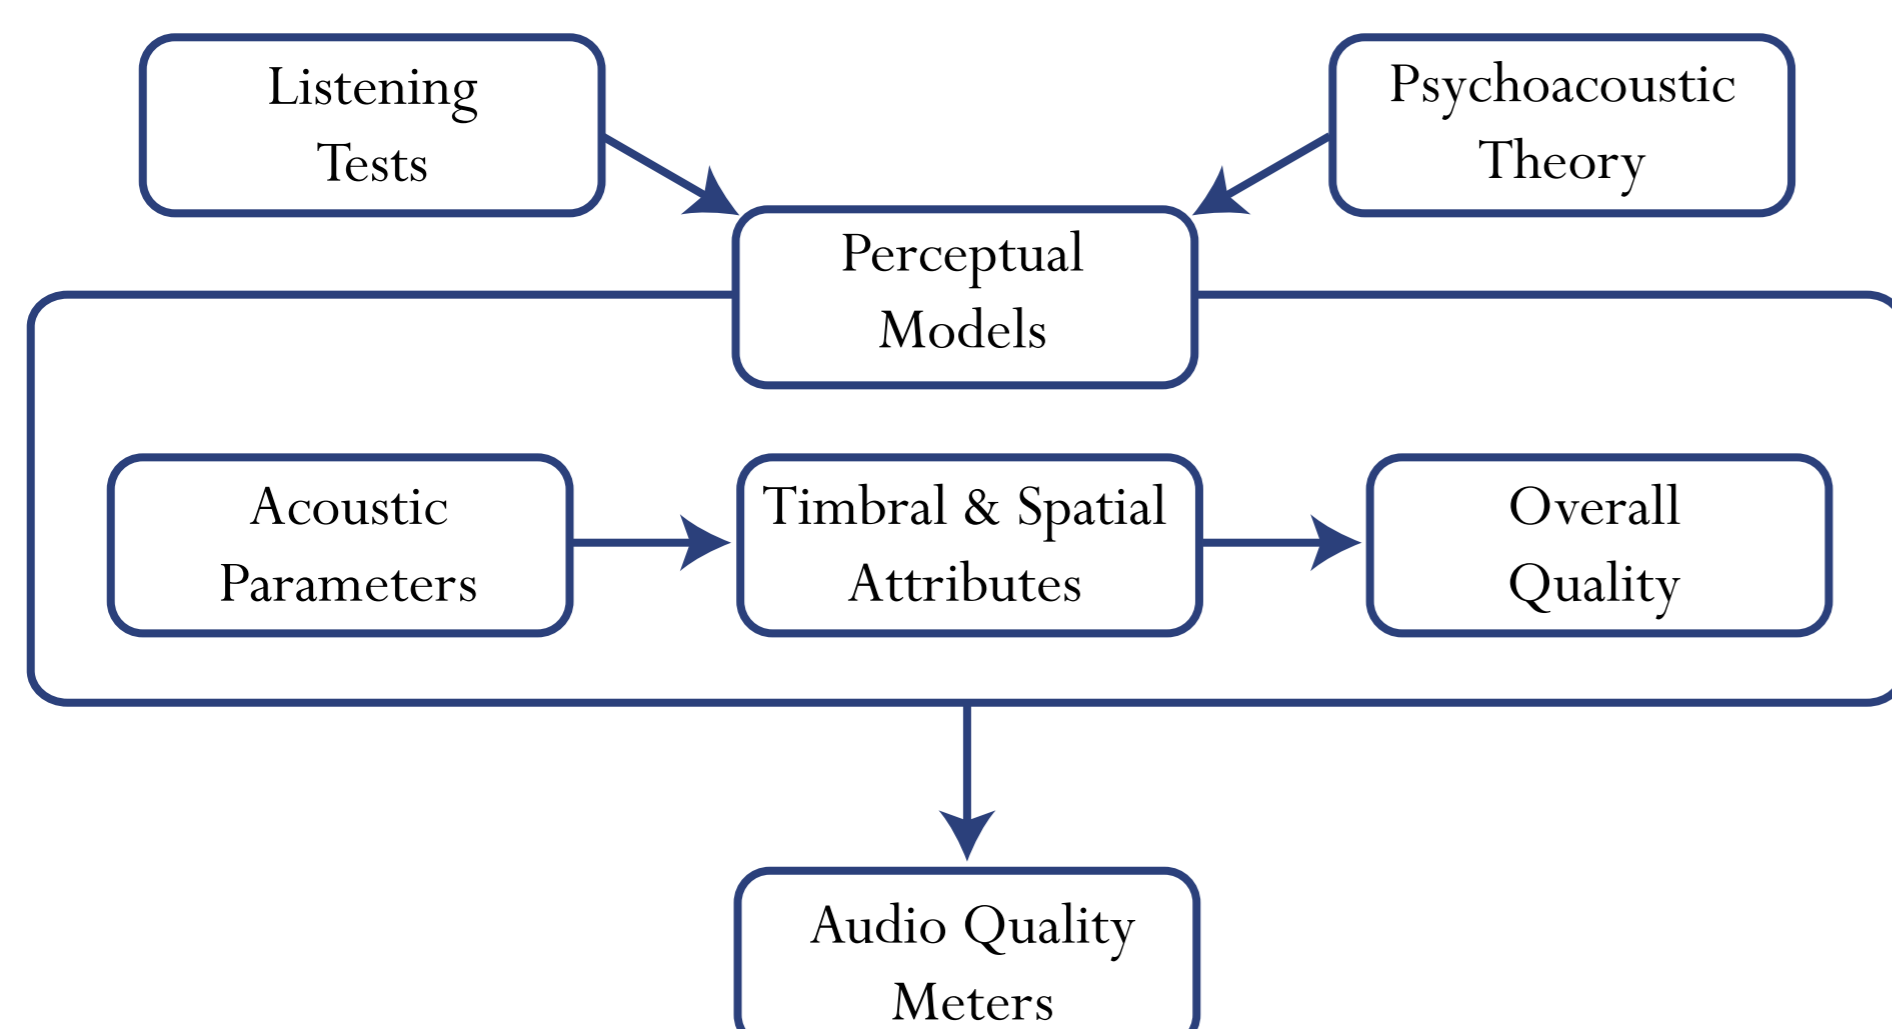 Listening
Tests
Psychoacoustic
Theory
Perceptual
Models
Acoustic
Parameters
Timbral & Spatial
Attributes
Overall
Quality
Audio Quality
Meters